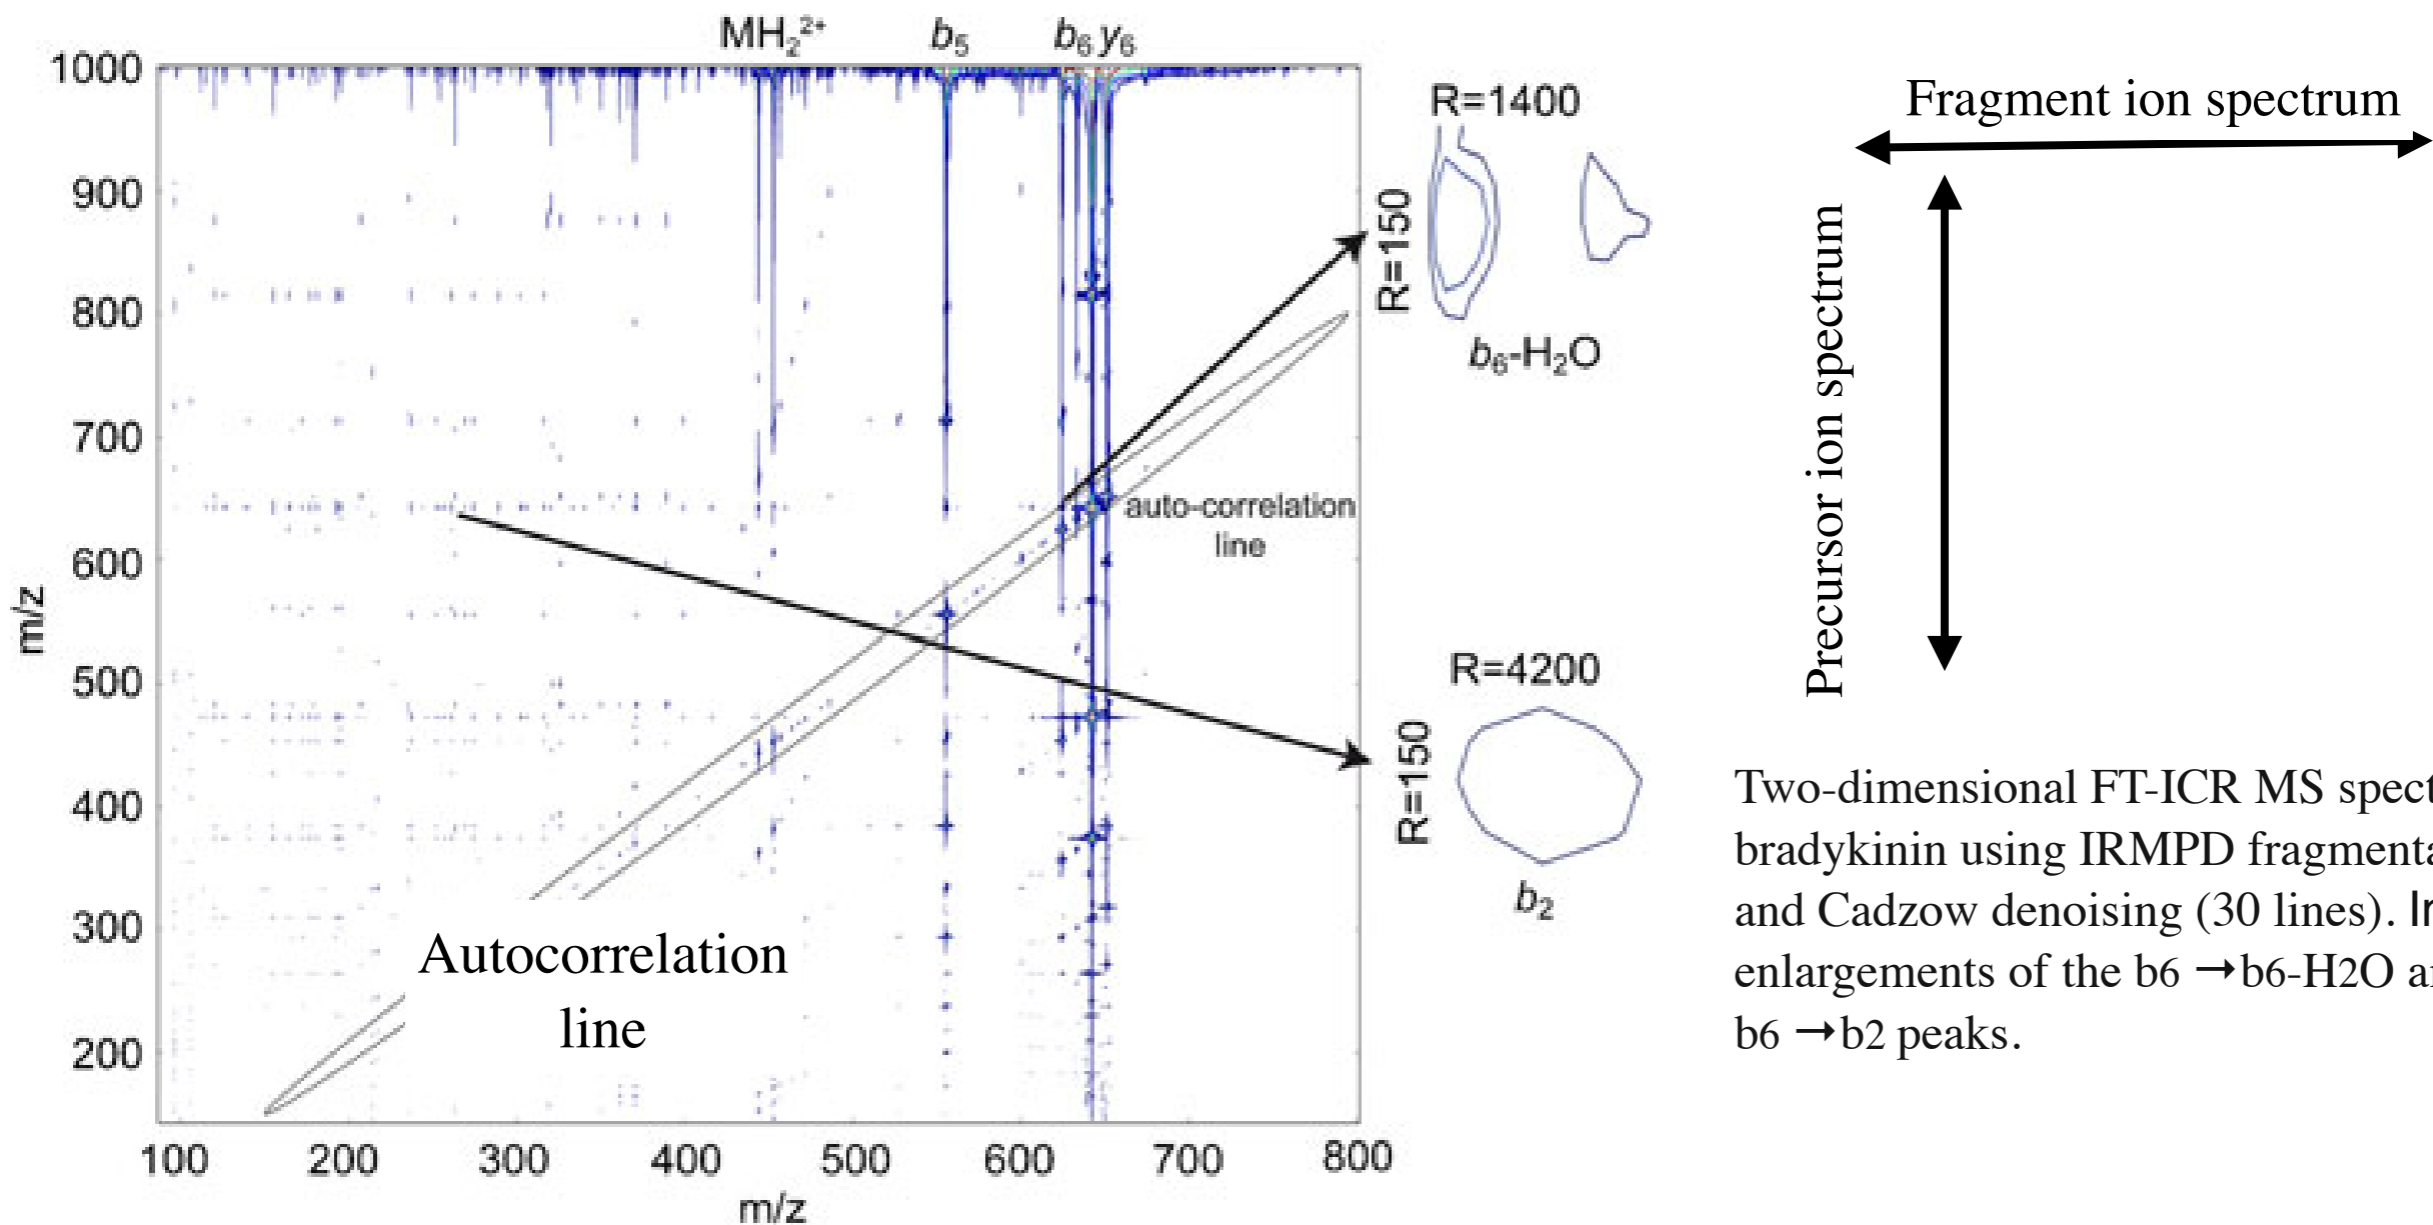 MH₂²⁺ b₅ b₆ y₆
1000
900
800
700
600
500
400
300
200
m/z
100 200 300 400 500 600 700 800
m/z
auto-correlation
line
Autocorrelation
line
R=1400
R=150
b₆-H₂O
R=4200
R=150
b₂
Fragment ion spectrum
Precursor ion spectrum
Two-dimensional FT-ICR MS
bradykinin using IRMPD
and Cadzow denoising (30 lines).
enlargements of the b6 →b6-H2O
b6 →b2 peaks.